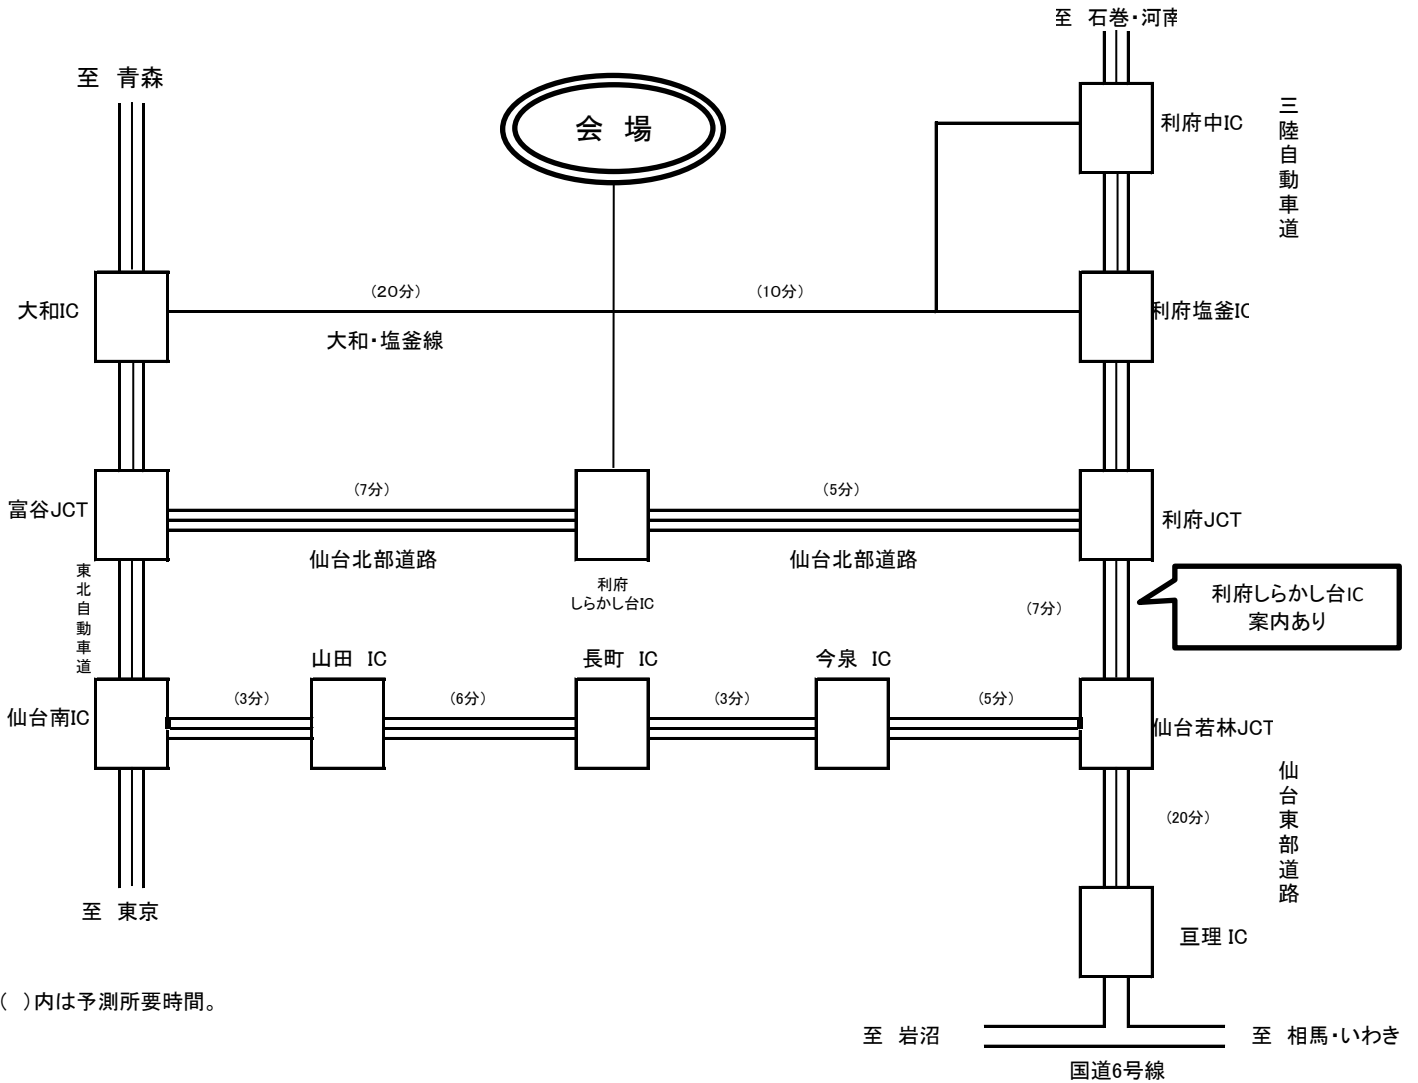 至 石巻・河南
至 青森
会 場
利府中IC
三陸自動車道
大和IC
(20分)
(10分)
利府塩釜IC
大和・塩釜線
富谷JCT
(7分)
(5分)
利府JCT
仙台北部道路
仙台北部道路
東北自動車道
利府
しらかし台IC
(7分)
利府しらかし台IC
案内あり
山田 IC
長町 IC
今泉 IC
仙台南IC
(3分)
(6分)
(3分)
(5分)
仙台若林JCT
仙台東部道路
(20分)
至 東京
亘理 IC
( )内は予測所要時間。
至 岩沼
至 相馬・いわき
国道6号線